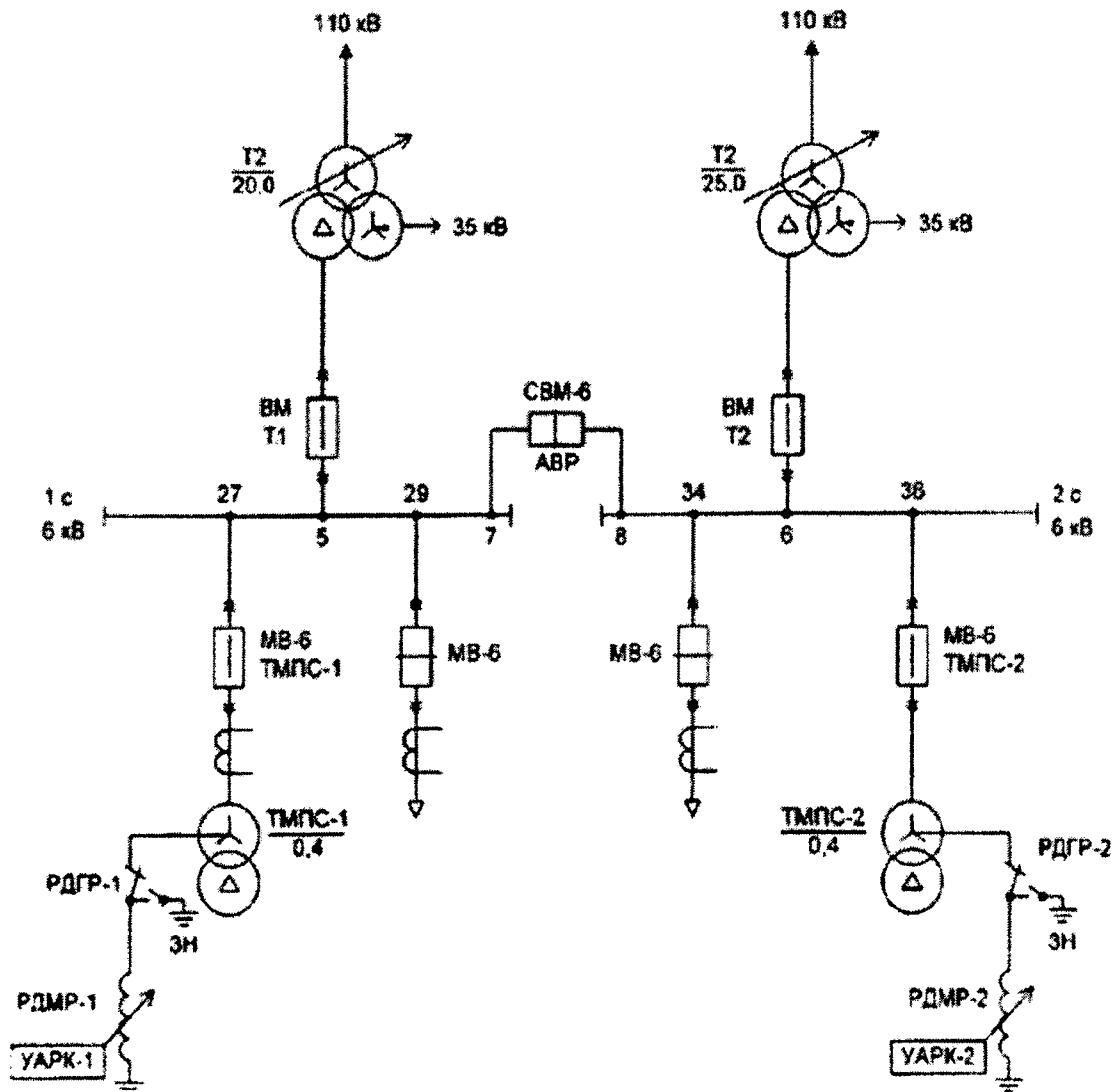 110 кВ
110 кВ
Т2
20,0
Т2
25,0
35 кВ
35 кВ
ВМ
Т1
СВМ-6
АВР
ВМ
Т2
1 с
6 кВ
27
29
34
38
2 с
6 кВ
5
7
8
6
МВ-6
ТМПС-1
МВ-6
МВ-6
МВ-6
ТМПС-2
ТМПС-1
0,4
ТМПС-2
0,4
РДГР-1
РДГР-2
ЗН
ЗН
РДМР-1
РДМР-2
УАРК-1
УАРК-2